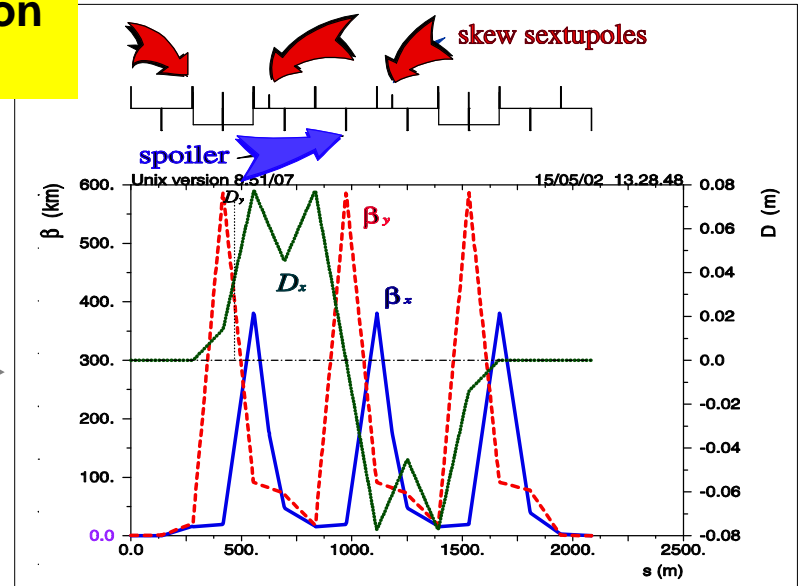 on
skew sextupoles
spoiler
Unix version 8.51/07 15/05/02 13.28.48
β (km)
D (m)
600.
500.
400.
300.
200.
100.
0.0
0.08
0.06
0.04
0.02
0.0
-0.02
-0.04
-0.06
-0.08
Dy
βy
Dx
βx
0.0 500. 1000. 1500. 2000. 2500.
s (m)